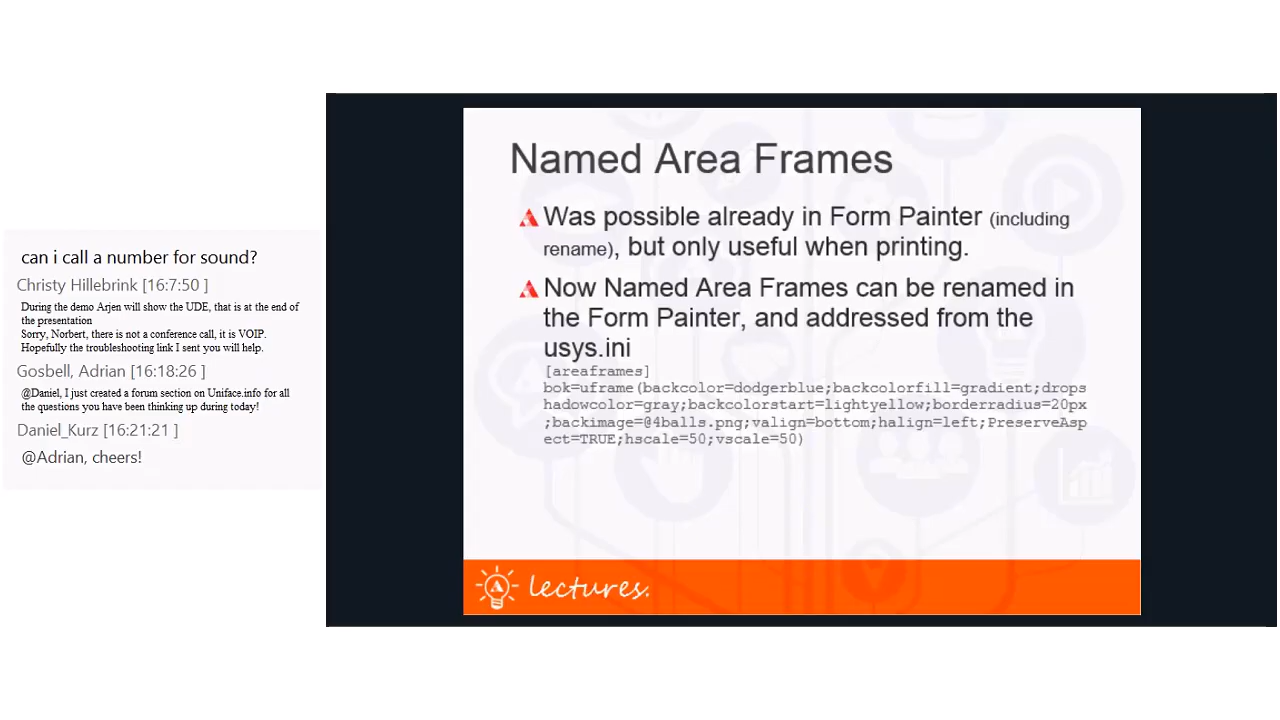 can i call a number for sound?
Christy Hillebrink [16:7:50 ]
During the demo Arjen will show the UDE, that is at the end of
the presentation
Sorry, Norbert, there is not a conference call, it is VOIP.
Hopefully the troubleshooting link I sent you will help.
Gosbell, Adrian [16:18:26 ]
@Daniel, I just created a forum section on Uniface.info for all
the questions you have been thinking up during today!
Daniel_Kurz [16:21:21 ]
@Adrian, cheers!
Named Area Frames
Was possible already in Form Painter (including
rename), but only useful when printing.
Now Named Area Frames can be renamed in
the Form Painter, and addressed from the
usys.ini
[areaframes]
bok=uframe(backcolor=dodgerblue;backcolorfill=gradient;drops
hadowcolor=gray;backcolorstart=lightyellow;borderradius=20px
;backimage=@4balls.png;valign=bottom;halign=left;PreserveAsp
ect=TRUE;hscale=50;vscale=50)
lectures.